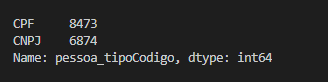 CPF     8473
CNPJ    6874
Name: pessoa_tipoCodigo, dtype: int64